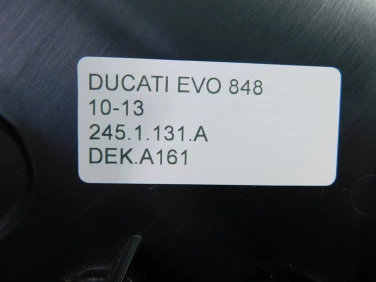 DUCATI EVO 848
10-13
245.1.131.A
DEK.A161